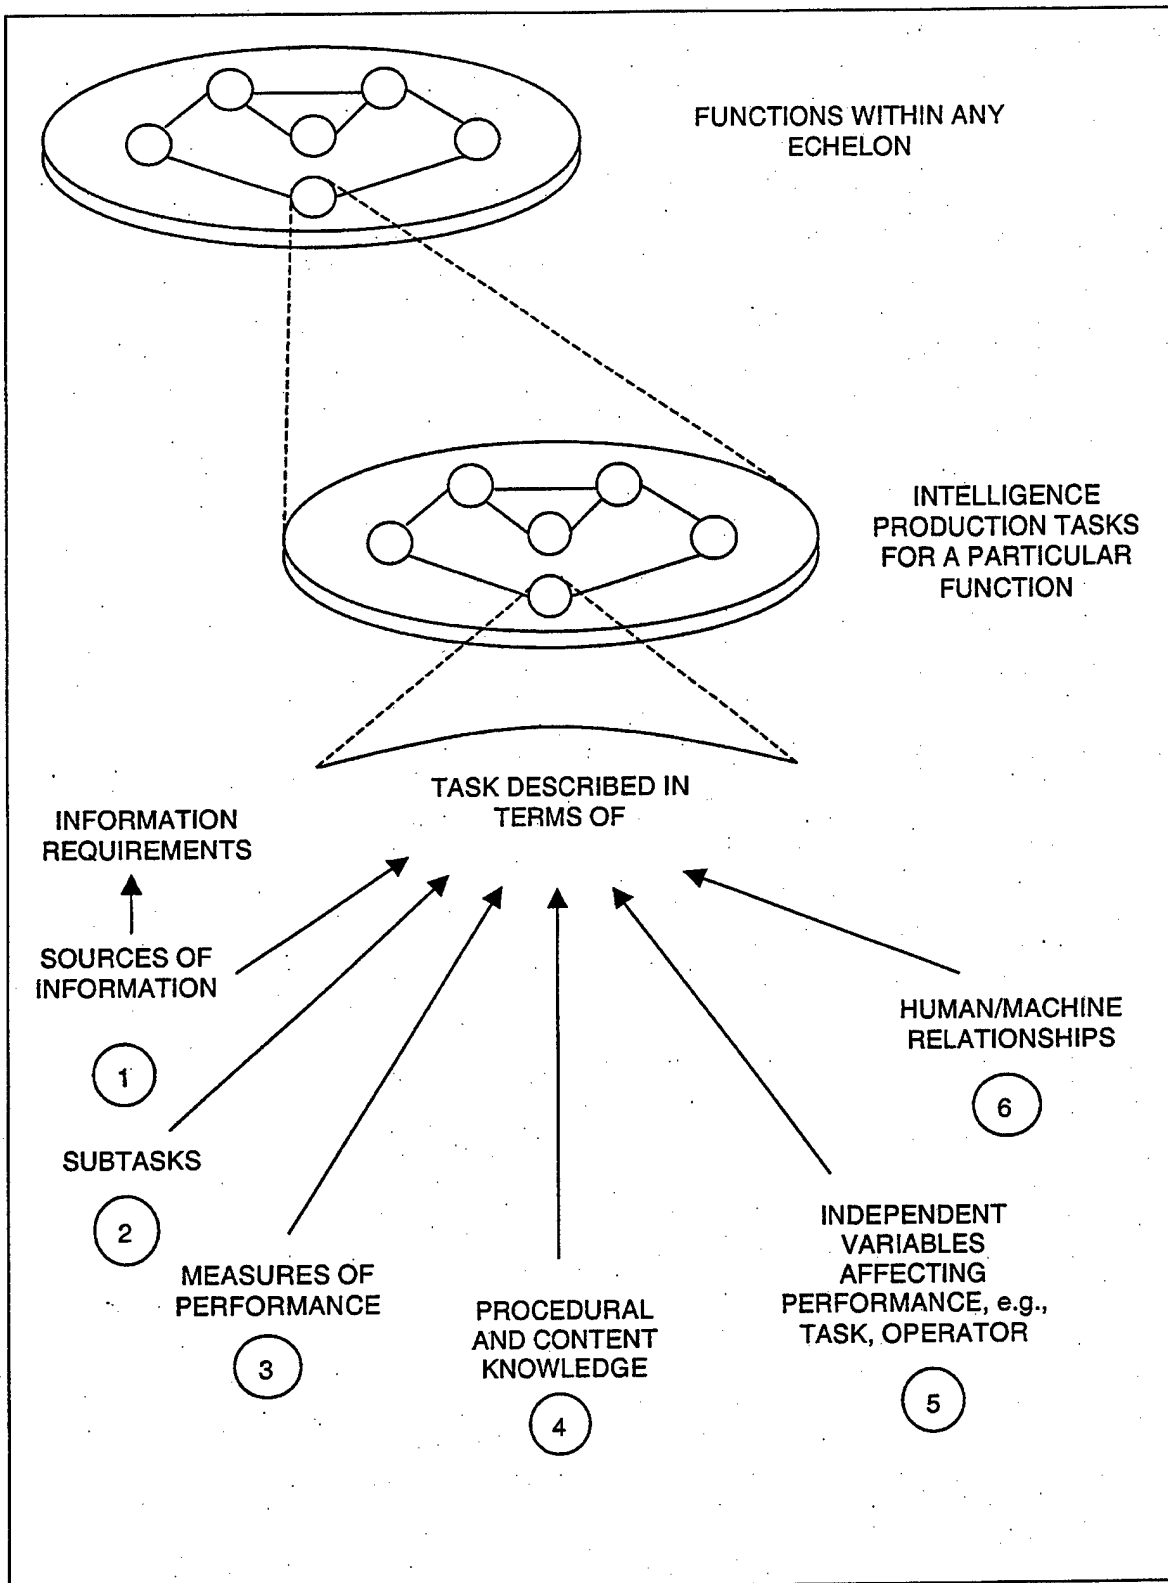 FUNCTIONS WITHIN ANY
ECHELON
INTELLIGENCE
PRODUCTION TASKS
FOR A PARTICULAR
FUNCTION
TASK DESCRIBED IN
TERMS OF
INFORMATION
REQUIREMENTS
SOURCES OF
INFORMATION
1
SUBTASKS
2
MEASURES OF
PERFORMANCE
3
PROCEDURAL
AND CONTENT
KNOWLEDGE
4
INDEPENDENT
VARIABLES
AFFECTING
PERFORMANCE, e.g.,
TASK, OPERATOR
5
HUMAN/MACHINE
RELATIONSHIPS
6